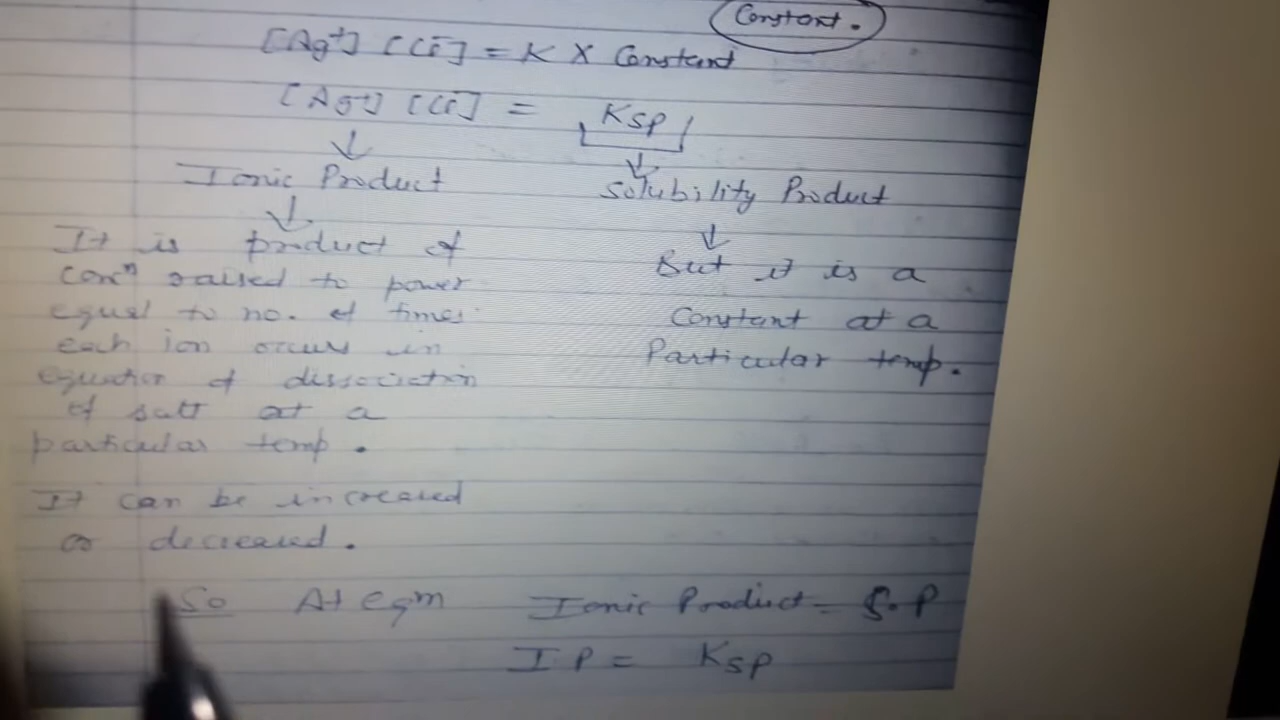 Constant.
[Ag⁺] [Cl⁻] = K X Constant
[Ag⁺] [Cl⁻] = Ksp
↓ ↓
Ionic Product Solubility Product
↓ ↓
It is product of
concⁿ raised to power
equal to no. of times
each ion occurs in
equation of dissociation
of salt at a
particular temp.
It can be increased
or decreased.
But it is a
Constant at a
Particular temp.
So At eqm Ionic Product = S.P
IP = Ksp